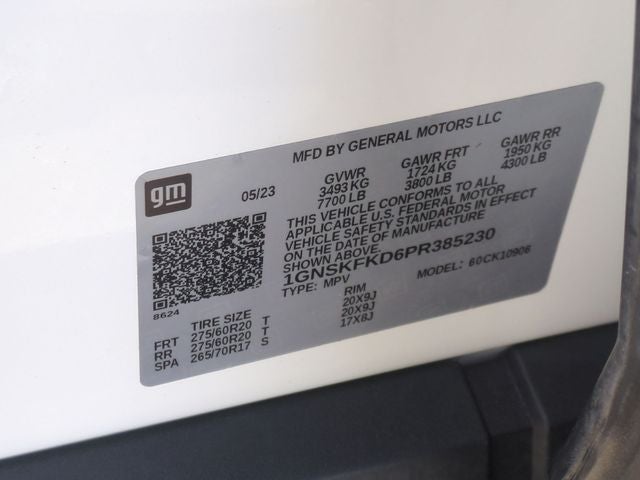 MFD BY GENERAL MOTORS LLC
gm
05/23
GVWR
3493 KG
7700 LB
GAWR FRT
1724 KG
3800 LB
GAWR RR
1950 KG
4300 LB
THIS VEHICLE CONFORMS TO ALL
APPLICABLE U.S. FEDERAL MOTOR
VEHICLE SAFETY STANDARDS IN EFFECT
ON THE DATE OF MANUFACTURE
SHOWN ABOVE.
1GNSKFKD6PR385230
TYPE: MPV
MODEL: 60CK10906
8624
TIRE SIZE
RIM
FRT 275/60R20 T 20X9J
RR 275/60R20 T 20X9J
SPA 265/70R17 S 17X8J